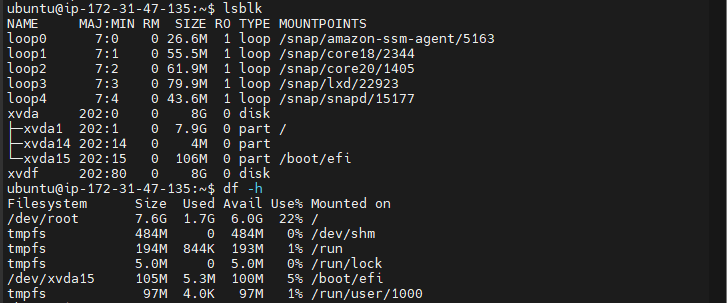 ubuntu@ip-172-31-47-135:~$ lsblk
NAME     MAJ:MIN RM  SIZE RO TYPE MOUNTPOINTS
loop0      7:0    0 26.6M  1 loop /snap/amazon-ssm-agent/5163
loop1      7:1    0 55.5M  1 loop /snap/core18/2344
loop2      7:2    0 61.9M  1 loop /snap/core20/1405
loop3      7:3    0 79.9M  1 loop /snap/lxd/22923
loop4      7:4    0 43.6M  1 loop /snap/snapd/15177
xvda     202:0    0    8G  0 disk
├─xvda1  202:1    0  7.9G  0 part /
├─xvda14 202:14   0    4M  0 part
└─xvda15 202:15   0  106M  0 part /boot/efi
xvdf     202:80   0    8G  0 disk
ubuntu@ip-172-31-47-135:~$ df -h
Filesystem      Size  Used Avail Use% Mounted on
/dev/root       7.6G  1.7G  6.0G  22% /
tmpfs           484M     0  484M   0% /dev/shm
tmpfs           194M  844K  193M   1% /run
tmpfs           5.0M     0  5.0M   0% /run/lock
/dev/xvda15     105M  5.3M  100M   5% /boot/efi
tmpfs            97M  4.0K   97M   1% /run/user/1000